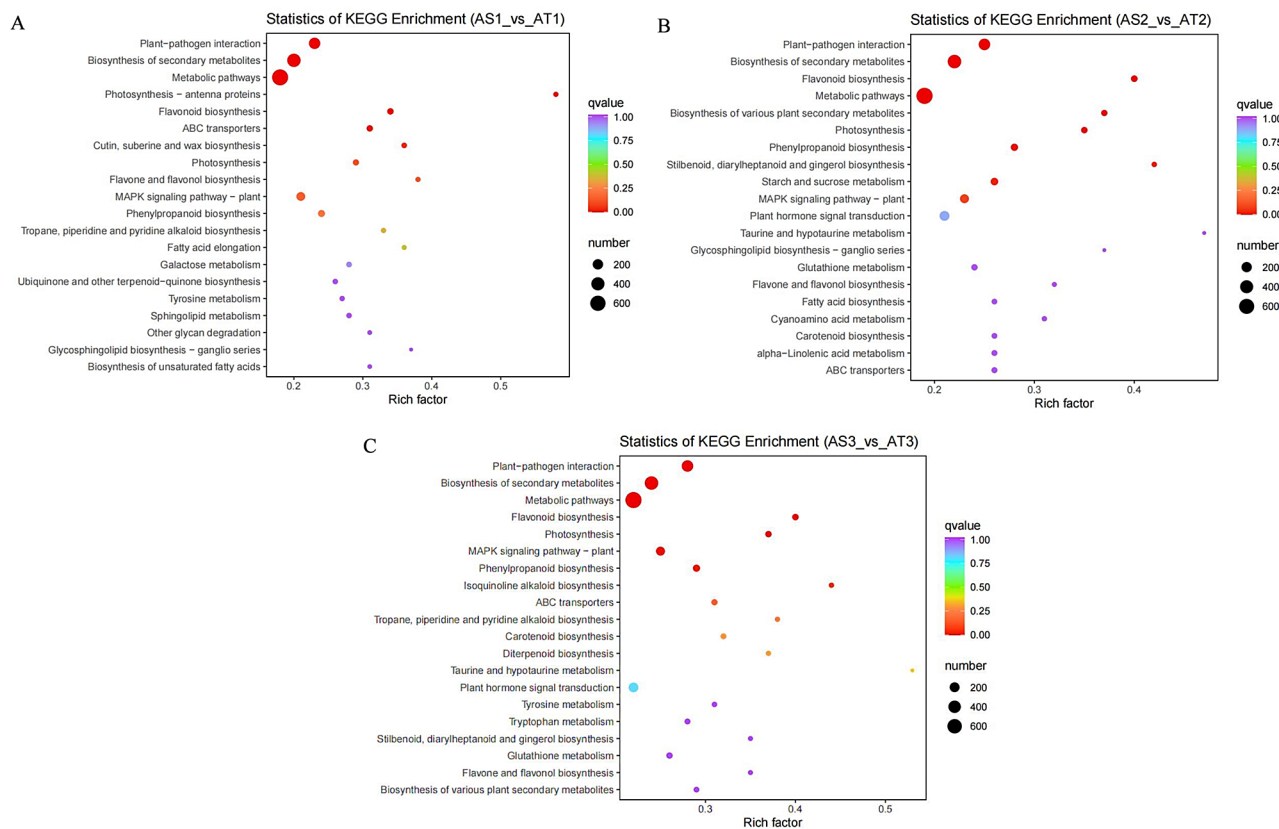 A
Statistics of KEGG Enrichment (AS1_vs_AT1)
Plant−pathogen interaction
Biosynthesis of secondary metabolites
Metabolic pathways
Photosynthesis − antenna proteins
Flavonoid biosynthesis
ABC transporters
Cutin, suberine and wax biosynthesis
Photosynthesis
Flavone and flavonol biosynthesis
MAPK signaling pathway − plant
Phenylpropanoid biosynthesis
Tropane, piperidine and pyridine alkaloid biosynthesis
Fatty acid elongation
Galactose metabolism
Ubiquinone and other terpenoid−quinone biosynthesis
Tyrosine metabolism
Sphingolipid metabolism
Other glycan degradation
Glycosphingolipid biosynthesis − ganglio series
Biosynthesis of unsaturated fatty acids
0.2 0.3 0.4 0.5
Rich factor
qvalue
1.00
0.75
0.50
0.25
0.00
number
200
400
600
B
Statistics of KEGG Enrichment (AS2_vs_AT2)
Plant−pathogen interaction
Biosynthesis of secondary metabolites
Flavonoid biosynthesis
Metabolic pathways
Biosynthesis of various plant secondary metabolites
Photosynthesis
Phenylpropanoid biosynthesis
Stilbenoid, diarylheptanoid and gingerol biosynthesis
Starch and sucrose metabolism
MAPK signaling pathway − plant
Plant hormone signal transduction
Taurine and hypotaurine metabolism
Glycosphingolipid biosynthesis − ganglio series
Glutathione metabolism
Flavone and flavonol biosynthesis
Fatty acid biosynthesis
Cyanoamino acid metabolism
Carotenoid biosynthesis
alpha−Linolenic acid metabolism
ABC transporters
0.2 0.3 0.4
Rich factor
qvalue
1.00
0.75
0.50
0.25
0.00
number
200
400
600
C
Statistics of KEGG Enrichment (AS3_vs_AT3)
Plant−pathogen interaction
Biosynthesis of secondary metabolites
Metabolic pathways
Flavonoid biosynthesis
Photosynthesis
MAPK signaling pathway − plant
Phenylpropanoid biosynthesis
Isoquinoline alkaloid biosynthesis
ABC transporters
Tropane, piperidine and pyridine alkaloid biosynthesis
Carotenoid biosynthesis
Diterpenoid biosynthesis
Taurine and hypotaurine metabolism
Plant hormone signal transduction
Tyrosine metabolism
Tryptophan metabolism
Stilbenoid, diarylheptanoid and gingerol biosynthesis
Glutathione metabolism
Flavone and flavonol biosynthesis
Biosynthesis of various plant secondary metabolites
0.3 0.4 0.5
Rich factor
qvalue
1.00
0.75
0.50
0.25
0.00
number
200
400
600